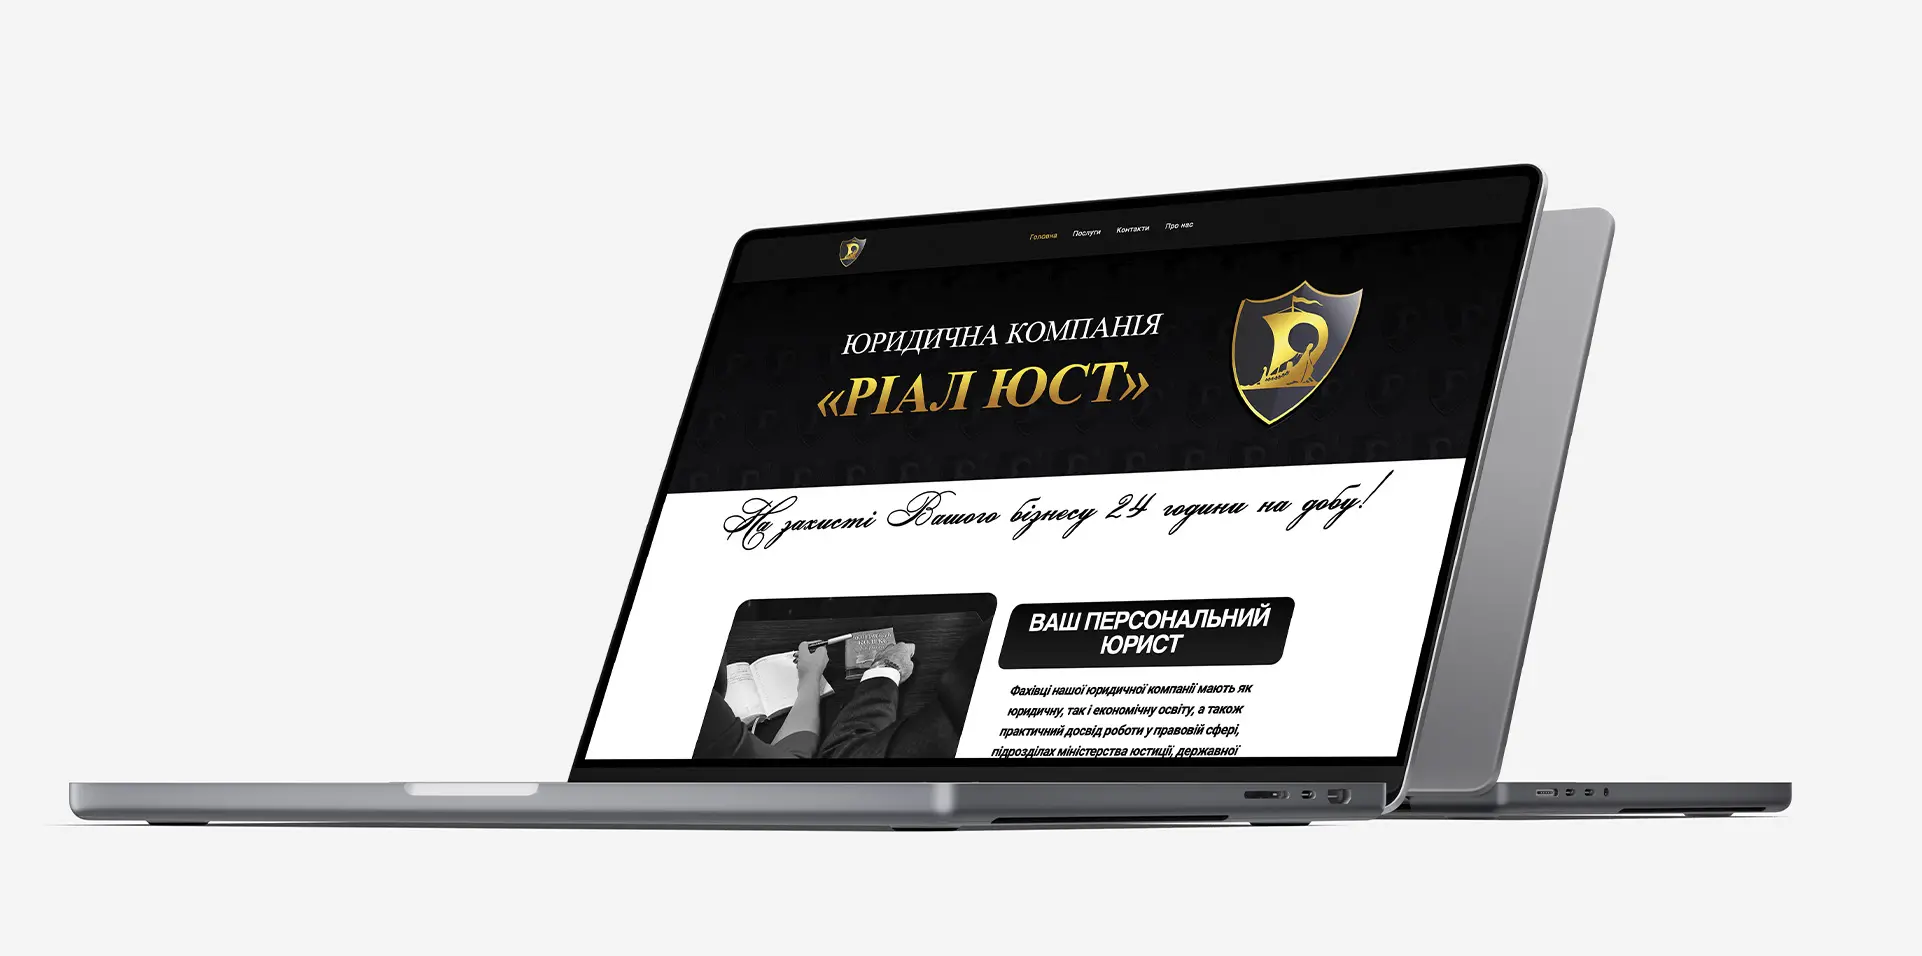 Головна Послуги Контакти Про нас
ЮРИДИЧНА КОМПАНІЯ
«РІАЛ ЮСТ»
На захисті Вашого бізнесу 24 години на добу!
ВАШ ПЕРСОНАЛЬНИЙ
ЮРИСТ
Фахівці нашої юридичної компанії мають як
юридичну, так і економічну освіту, а також
практичний досвід роботи у правовій сфері,
підрозділах міністерства юстиції, державної